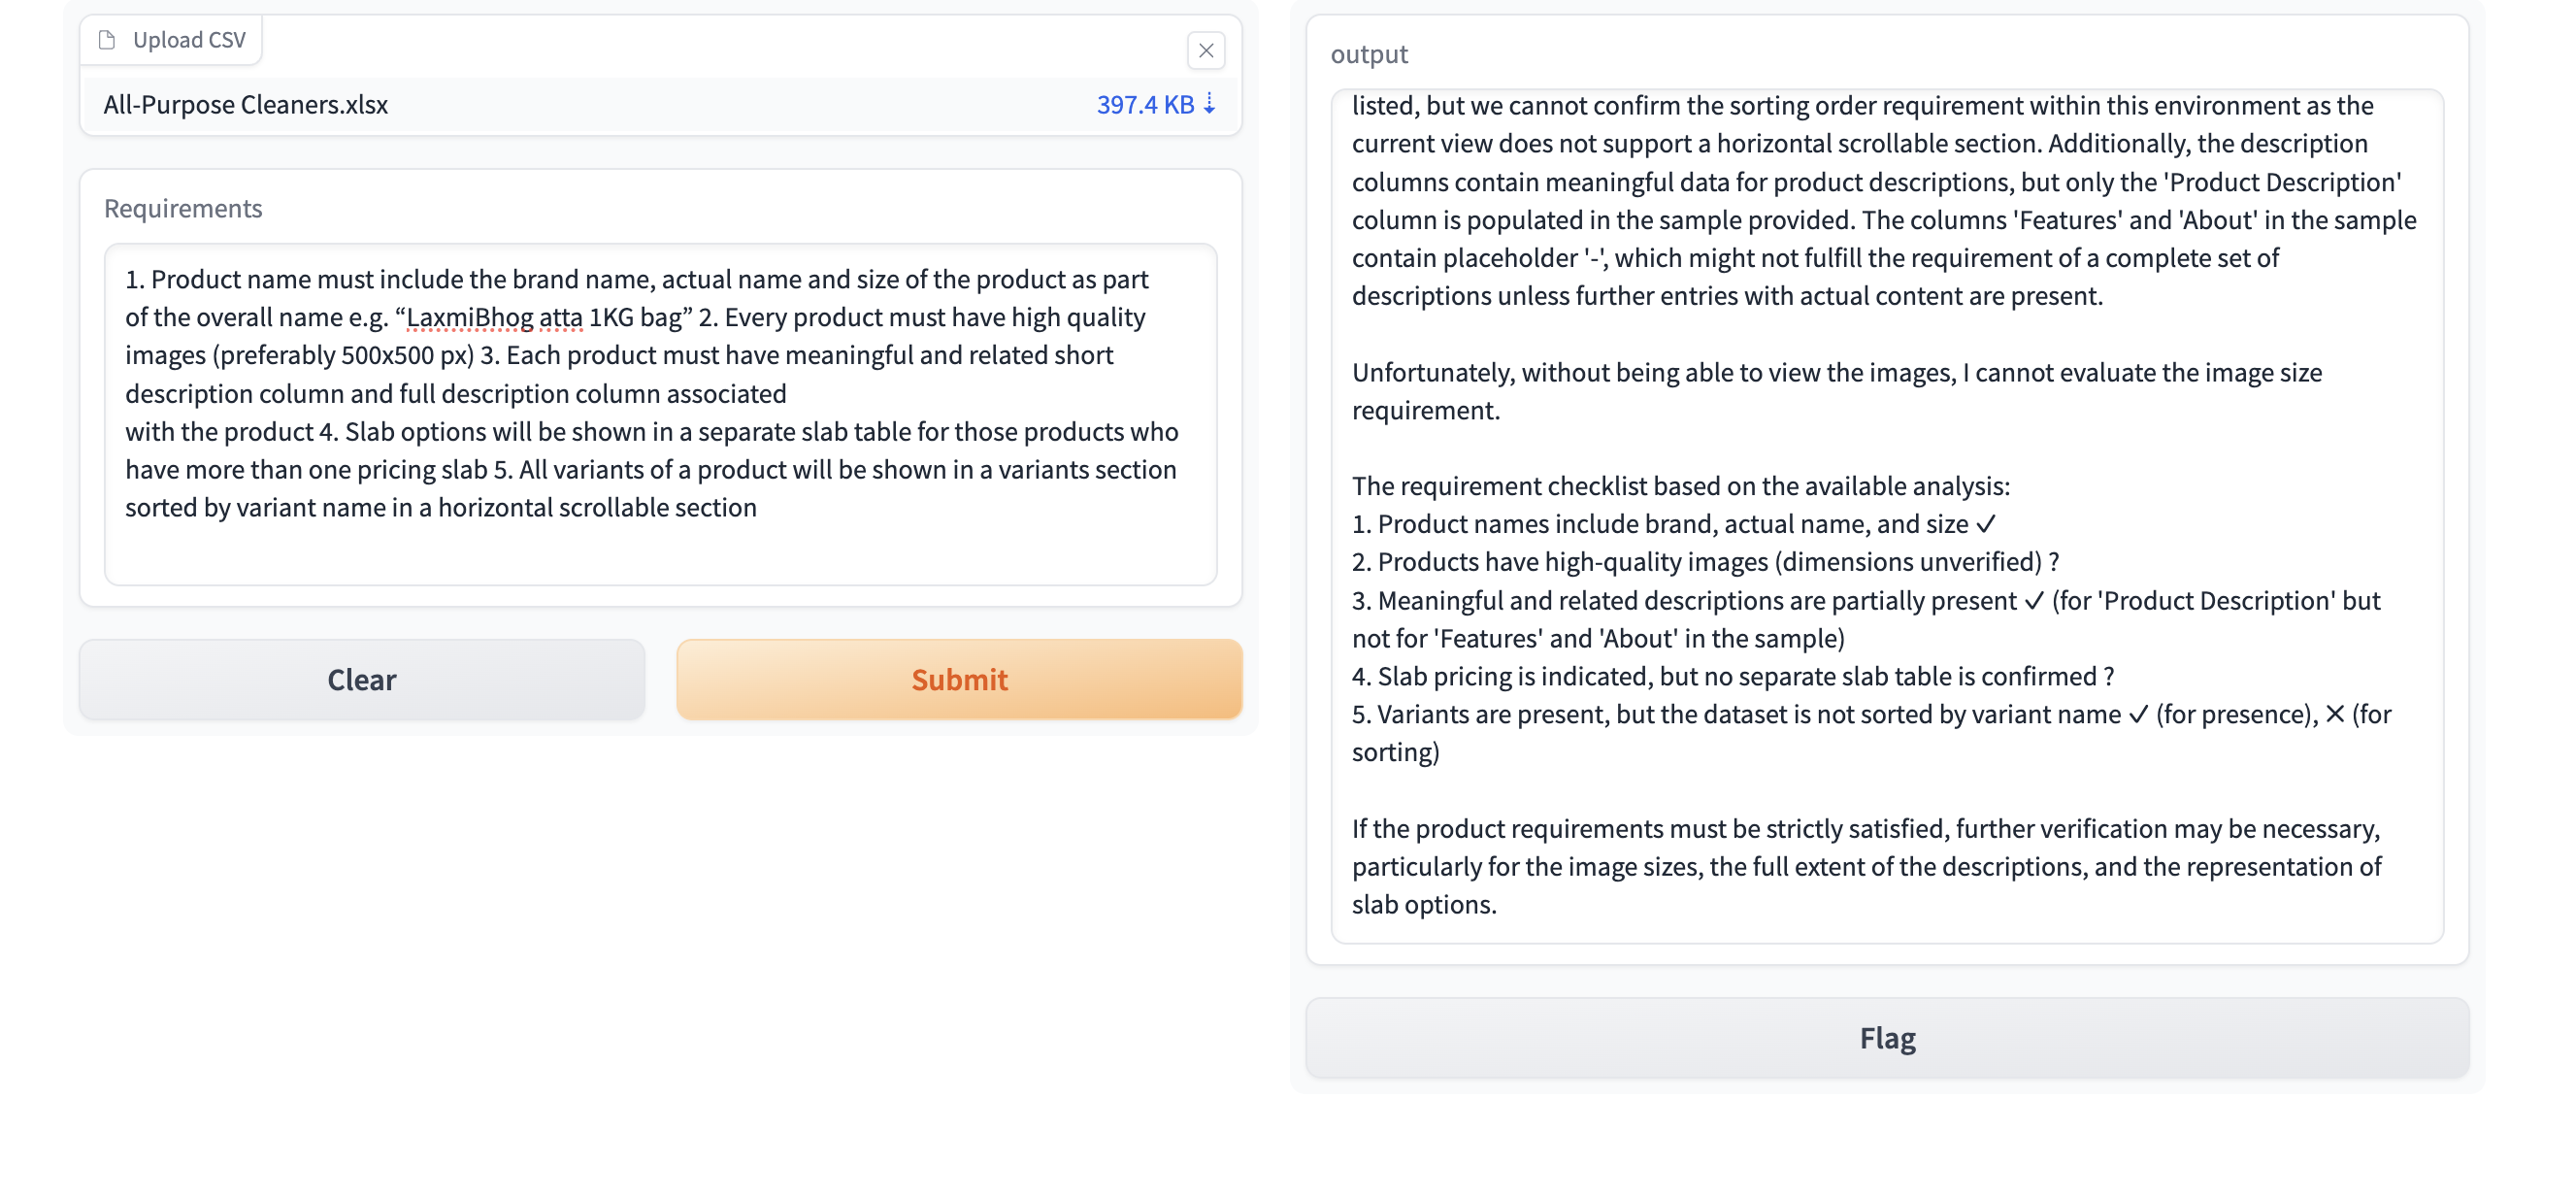 Upload CSV
All-Purpose Cleaners.xlsx
397.4 KB ⇣
Requirements
1. Product name must include the brand name, actual name and size of the product as part
of the overall name e.g. “LaxmiBhog atta 1KG bag” 2. Every product must have high quality
images (preferably 500x500 px) 3. Each product must have meaningful and related short
description column and full description column associated
with the product 4. Slab options will be shown in a separate slab table for those products who
have more than one pricing slab 5. All variants of a product will be shown in a variants section
sorted by variant name in a horizontal scrollable section
Clear
Submit
output
listed, but we cannot confirm the sorting order requirement within this environment as the
current view does not support a horizontal scrollable section. Additionally, the description
columns contain meaningful data for product descriptions, but only the 'Product Description'
column is populated in the sample provided. The columns 'Features' and 'About' in the sample
contain placeholder '-', which might not fulfill the requirement of a complete set of
descriptions unless further entries with actual content are present.
Unfortunately, without being able to view the images, I cannot evaluate the image size
requirement.
The requirement checklist based on the available analysis:
1. Product names include brand, actual name, and size ✓
2. Products have high-quality images (dimensions unverified) ?
3. Meaningful and related descriptions are partially present ✓ (for 'Product Description' but
not for 'Features' and 'About' in the sample)
4. Slab pricing is indicated, but no separate slab table is confirmed ?
5. Variants are present, but the dataset is not sorted by variant name ✓ (for presence), ✕ (for
sorting)
If the product requirements must be strictly satisfied, further verification may be necessary,
particularly for the image sizes, the full extent of the descriptions, and the representation of
slab options.
Flag